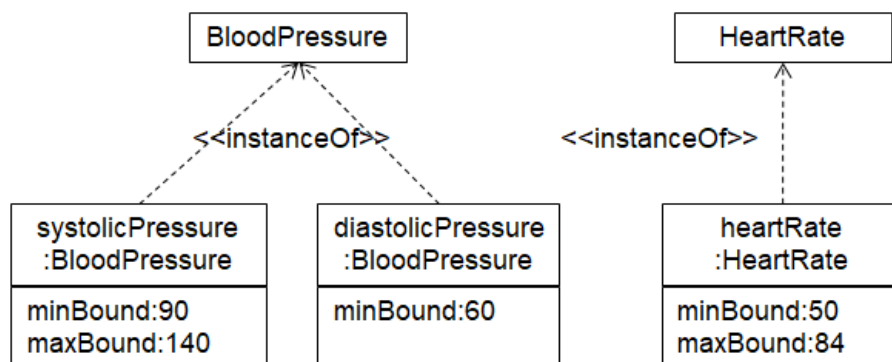 BloodPressure
HeartRate
<<instanceOf>>
<<instanceOf>>
systolicPressure
:BloodPressure
minBound:90
maxBound:140
diastolicPressure
:BloodPressure
minBound:60
heartRate
:HeartRate
minBound:50
maxBound:84